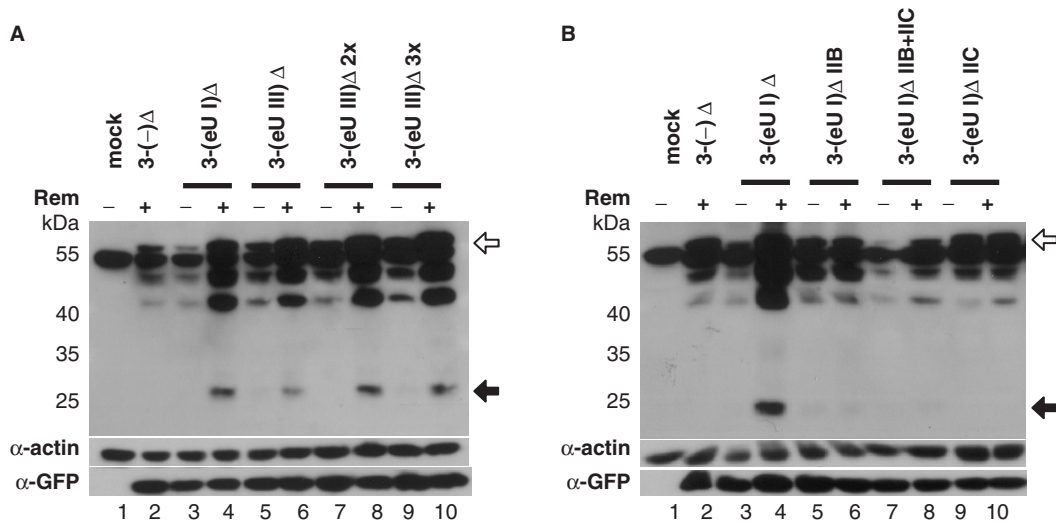 A
mock
3-(–)Δ
3-(eU I)Δ
3-(eU III) Δ
3-(eU III)Δ 2x
3-(eU III)Δ 3x
Rem – + – + – + – + – +
kDa
55
40
35
25
α-actin
α-GFP
1 2 3 4 5 6 7 8 9 10
B
mock
3-(–) Δ
3-(eU I) Δ
3-(eU I)Δ IIB
3-(eU I)Δ IIB+IIC
3-(eU I)Δ IIC
Rem – + – + – + – + – +
kDa
55
40
35
25
α-actin
α-GFP
1 2 3 4 5 6 7 8 9 10